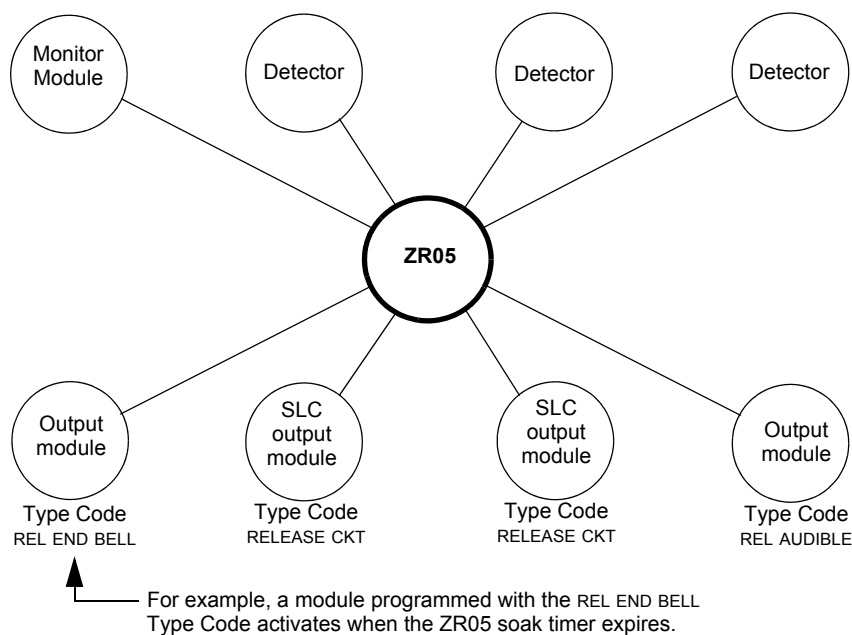 Monitor
Module
Detector
Detector
Detector
ZR05
Output
module
SLC
output
module
SLC
output
module
Output
module
Type Code
REL END BELL
Type Code
RELEASE CKT
Type Code
RELEASE CKT
Type Code
REL AUDIBLE
For example, a module programmed with the REL END BELL
Type Code activates when the ZR05 soak timer expires.